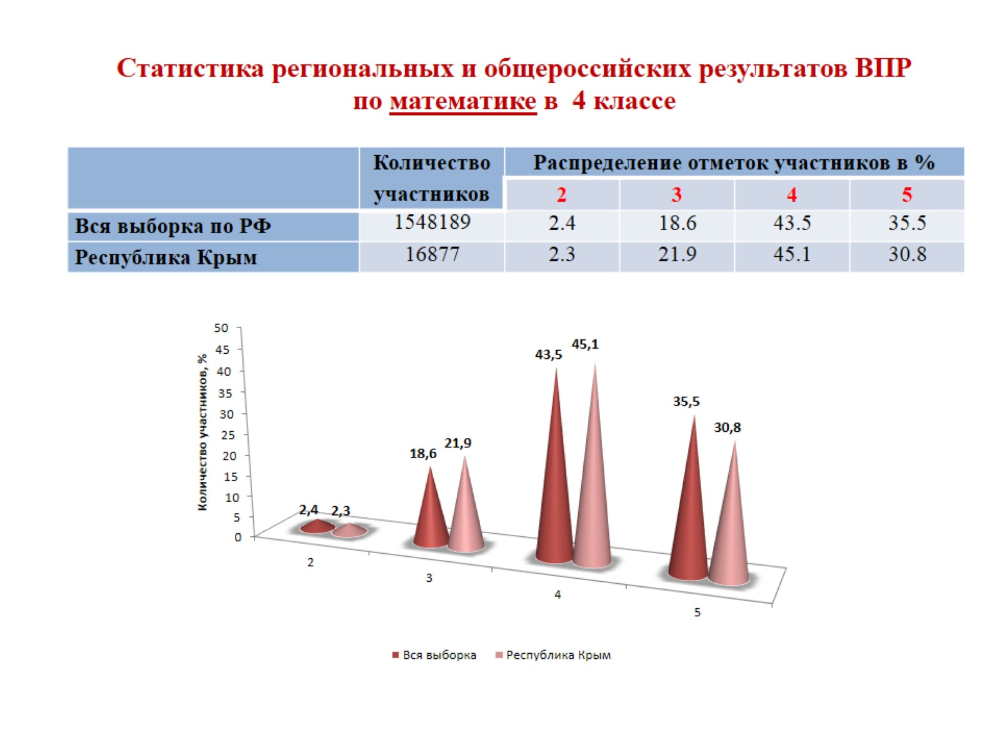 Статистика региональных и общероссийских результатов ВПР
по математике в 4 классе
Количество участников
Распределение отметок участников в %
2 3 4 5
Вся выборка по РФ 1548189 2.4 18.6 43.5 35.5
Республика Крым 16877 2.3 21.9 45.1 30.8
Количество участников, %
50
45
40
35
30
25
20
15
10
5
0
2,4 2,3
18,6 21,9
43,5 45,1
35,5 30,8
2 3 4 5
Вся выборка Республика Крым